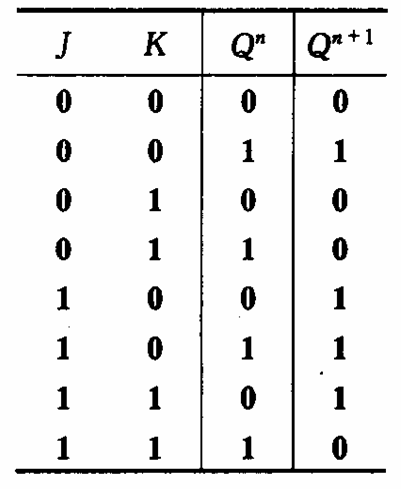 J K Qⁿ Qⁿ⁺¹
0 0 0 0
0 0 1 1
0 1 0 0
0 1 1 0
1 0 0 1
1 0 1 1
1 1 0 1
1 1 1 0